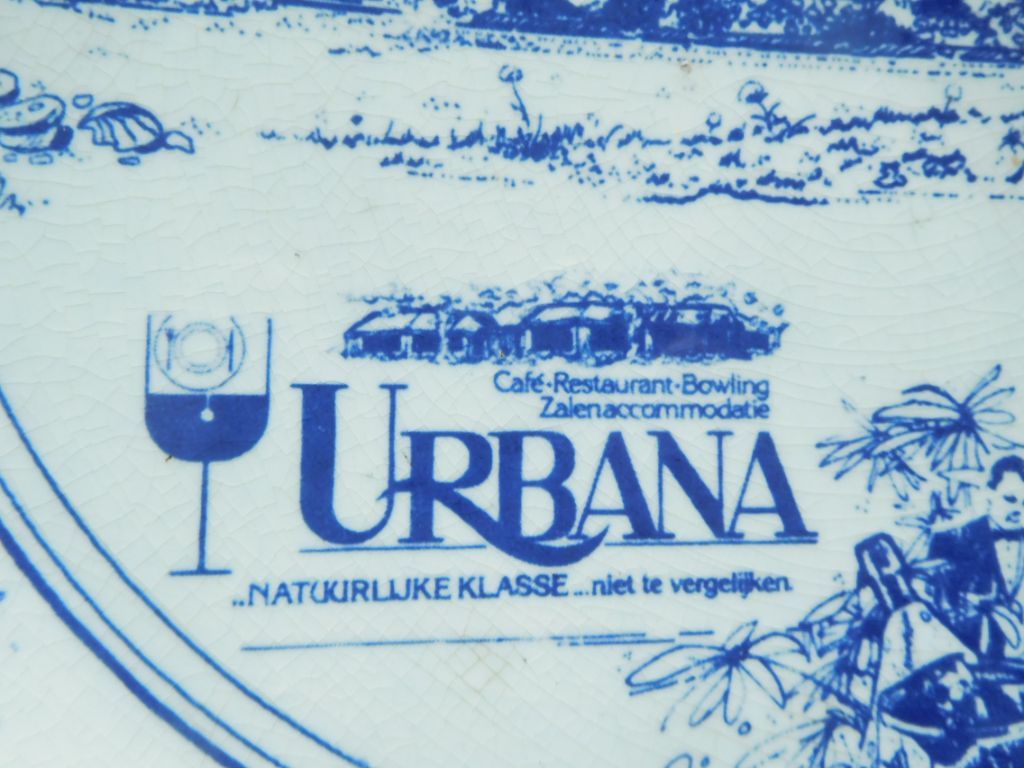 Café·Restaurant·Bowling
Zalenaccommodatie
URBANA
..NATUURLIJKE KLASSE...niet te vergelijken.